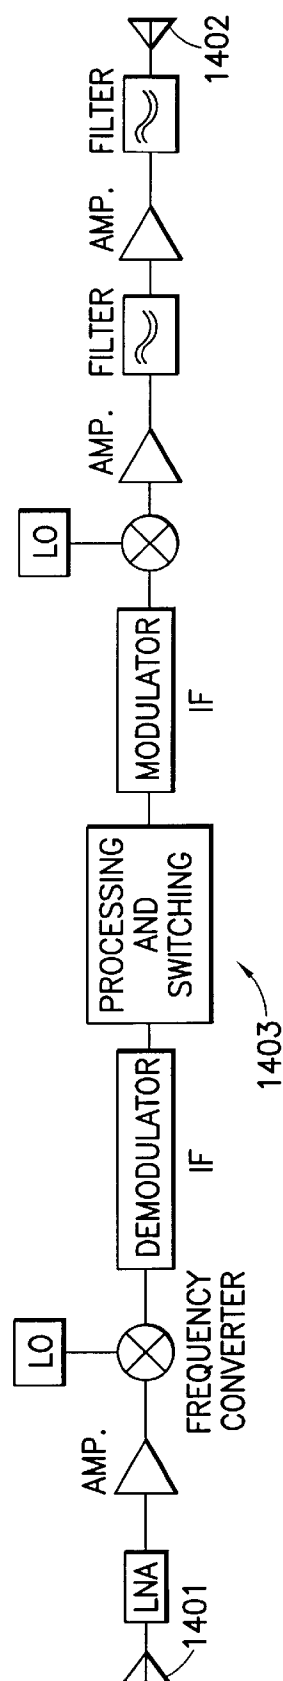 1401
LNA
AMP.
LO
FREQUENCY
CONVERTER
DEMODULATOR
IF
PROCESSING
AND
SWITCHING
1403
MODULATOR
IF
LO
AMP.
FILTER
AMP.
FILTER
1402